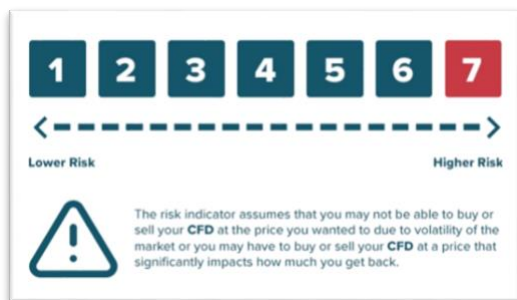 1 2 3 4 5 6 7
Lower Risk Higher Risk
The risk indicator assumes that you may not be able to buy or
sell your CFD at the price you wanted to due to volatility of the
market or you may have to buy or sell your CFD at a price that
significantly impacts how much you get back.